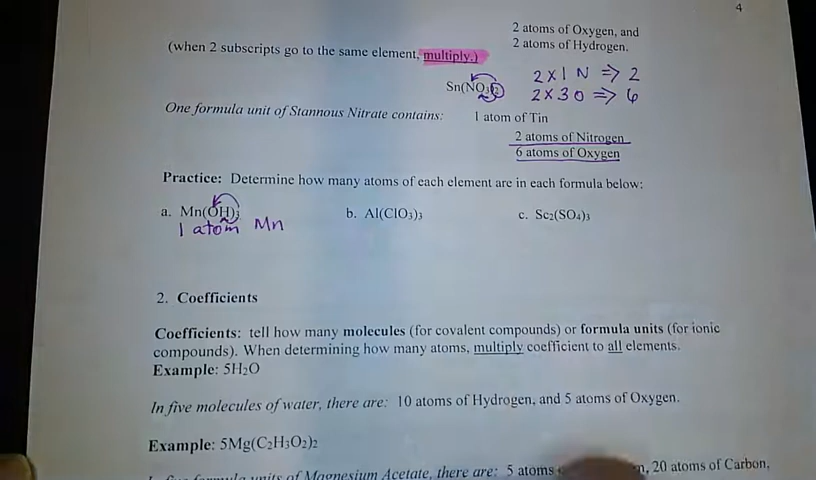 4
2 atoms of Oxygen, and
(when 2 subscripts go to the same element, multiply.) 2 atoms of Hydrogen.
Sn(NO₃)₂ 2 x 1 N => 2
2 x 3 O => 6
One formula unit of Stannous Nitrate contains: 1 atom of Tin
2 atoms of Nitrogen
6 atoms of Oxygen
Practice: Determine how many atoms of each element are in each formula below:
a. Mn(OH) b. Al(ClO₃)₃ c. Sc₂(SO₄)₃
1 atom Mn
2. Coefficients
Coefficients: tell how many molecules (for covalent compounds) or formula units (for ionic
compounds). When determining how many atoms, multiply coefficient to all elements.
Example: 5H₂O
In five molecules of water, there are: 10 atoms of Hydrogen, and 5 atoms of Oxygen.
Example: 5Mg(C₂H₃O₂)₂
units of Magnesium Acetate, there are: 5 atoms 20 atoms of Carbon,